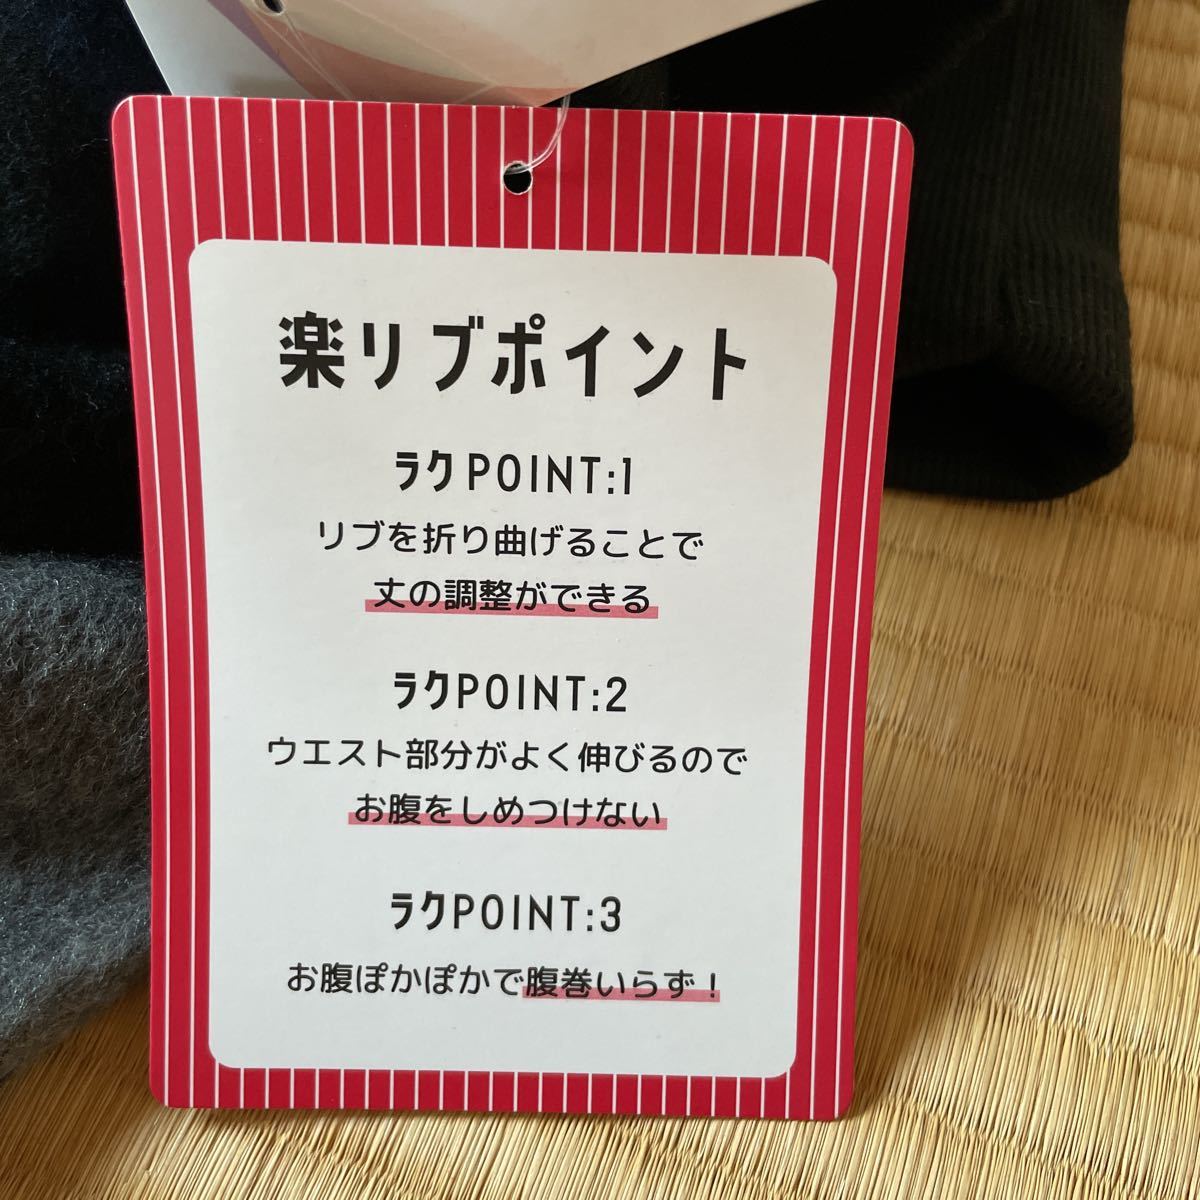 楽リブポイント
ラクPOINT:1
リブを折り曲げることで
丈の調整ができる
ラクPOINT:2
ウエスト部分がよく伸びるので
お腹をしめつけない
ラクPOINT:3
お腹ぽかぽかで腹巻いらず!